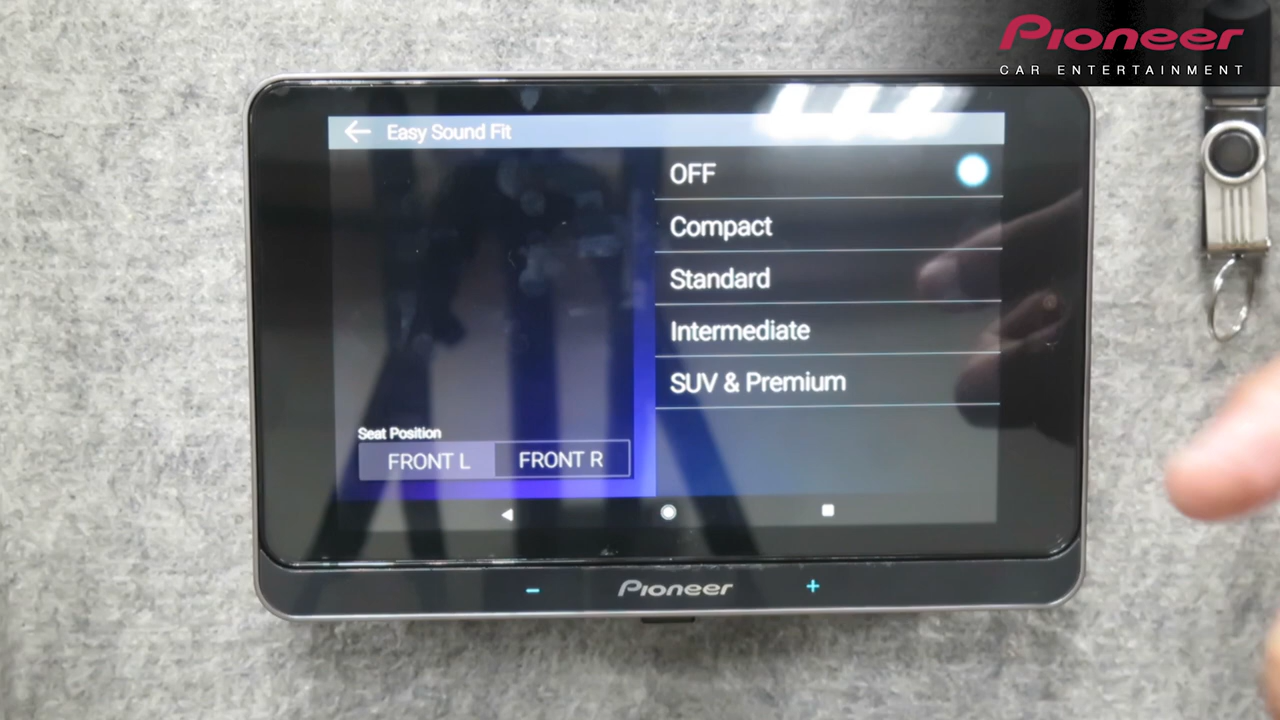 Pioneer
CAR ENTERTAINMENT
Easy Sound Fit
OFF
Compact
Standard
Intermediate
SUV & Premium
Seat Position
FRONT L
FRONT R
- Pioneer +